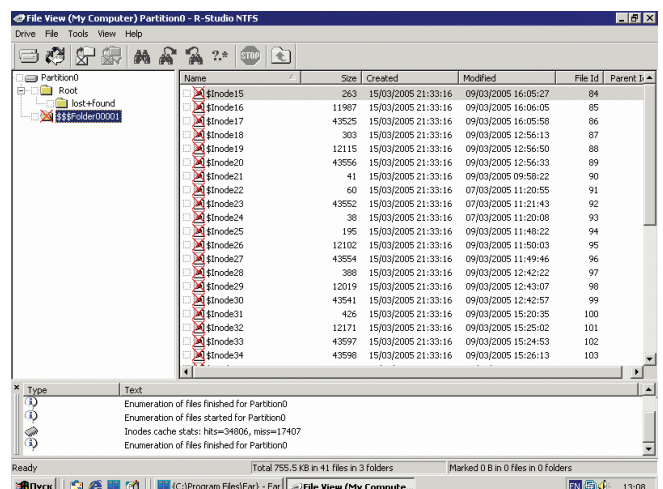 File View (My Computer) Partition0 - R-Studio NTFS
Drive File Tools View Help
STOP
Partition0
Root
lost+found
$$$Folder00001
Name Size Created Modified File Id Parent
$Inode15 263 15/03/2005 21:33:16 09/03/2005 16:05:27 84
$Inode16 11987 15/03/2005 21:33:16 09/03/2005 16:06:05 85
$Inode17 43525 15/03/2005 21:33:16 09/03/2005 16:05:58 86
$Inode18 303 15/03/2005 21:33:16 09/03/2005 12:56:13 87
$Inode19 12115 15/03/2005 21:33:16 09/03/2005 12:56:50 88
$Inode20 43556 15/03/2005 21:33:16 09/03/2005 12:56:33 89
$Inode21 41 15/03/2005 21:33:16 09/03/2005 09:58:22 90
$Inode22 60 15/03/2005 21:33:16 07/03/2005 11:20:55 91
$Inode23 43552 15/03/2005 21:33:16 07/03/2005 11:21:43 92
$Inode24 38 15/03/2005 21:33:16 07/03/2005 11:20:08 93
$Inode25 195 15/03/2005 21:33:16 09/03/2005 11:48:22 94
$Inode26 12102 15/03/2005 21:33:16 09/03/2005 11:50:03 95
$Inode27 43554 15/03/2005 21:33:16 09/03/2005 11:49:46 96
$Inode28 388 15/03/2005 21:33:16 09/03/2005 12:42:22 97
$Inode29 12019 15/03/2005 21:33:16 09/03/2005 12:43:07 98
$Inode30 43541 15/03/2005 21:33:16 09/03/2005 12:42:57 99
$Inode31 426 15/03/2005 21:33:16 09/03/2005 15:20:35 100
$Inode32 12171 15/03/2005 21:33:16 09/03/2005 15:25:02 101
$Inode33 43597 15/03/2005 21:33:16 09/03/2005 15:24:53 102
$Inode34 43598 15/03/2005 21:33:16 09/03/2005 15:26:13 103
Type Text
Enumeration of files finished for Partition0
Enumeration of files started for Partition0
Inodes cache stats: hits=34806, miss=17407
Enumeration of files finished for Partition0
Ready Total 755.5 KB in 41 files in 3 folders Marked 0 B in 0 files in 0 folders
Пуск {C:\Program Files\Far} - Far File View (My Compute... EN 13:08